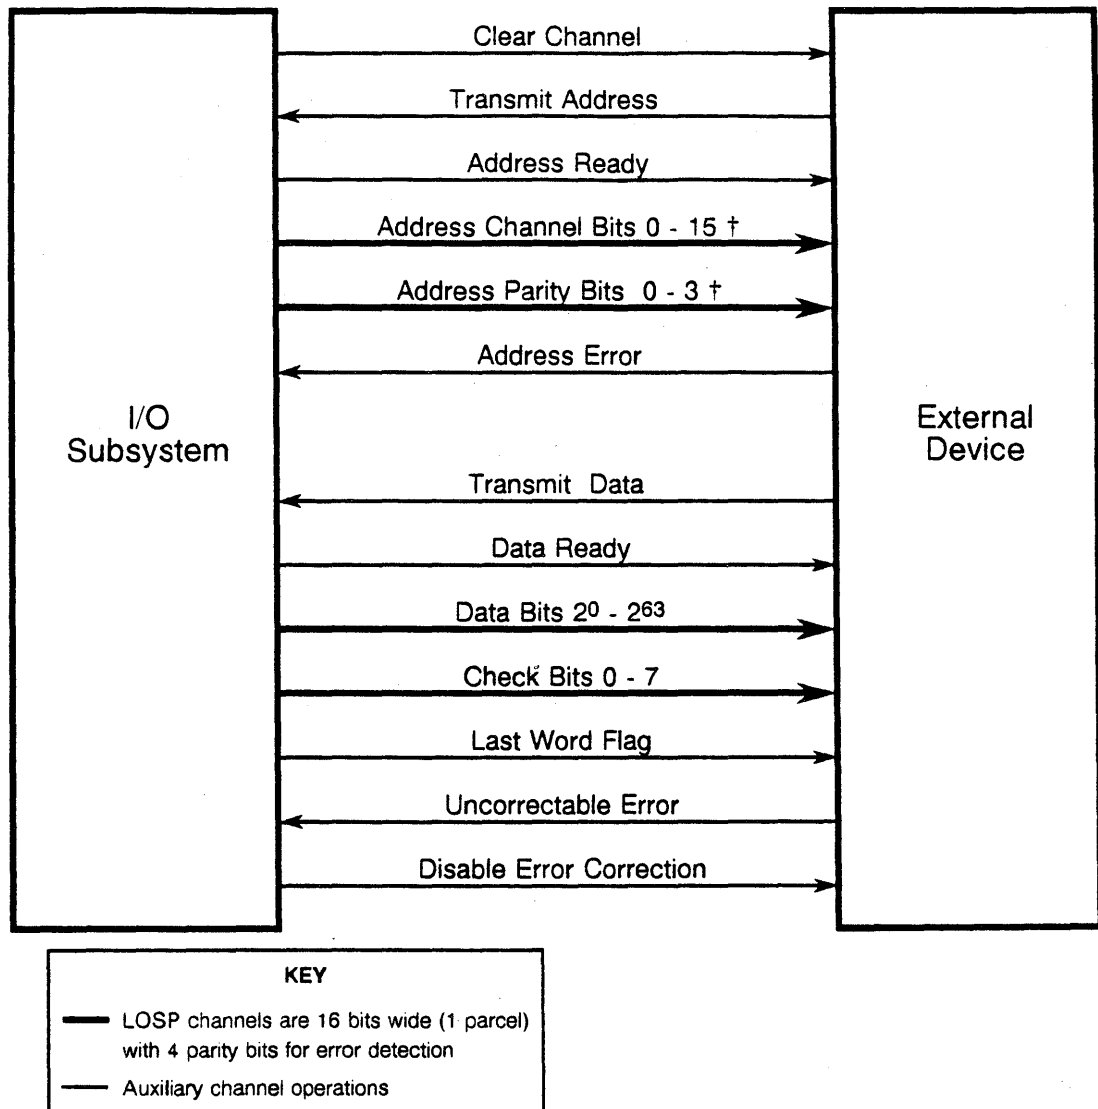 Clear Channel
Transmit Address
Address Ready
Address Channel Bits 0 - 15 †
Address Parity Bits 0 - 3 †
Address Error
I/O
Subsystem
External
Device
Transmit Data
Data Ready
Data Bits 2⁰ - 2⁶³
Check Bits 0 - 7
Last Word Flag
Uncorrectable Error
Disable Error Correction
KEY
LOSP channels are 16 bits wide (1 parcel)
with 4 parity bits for error detection
Auxiliary channel operations